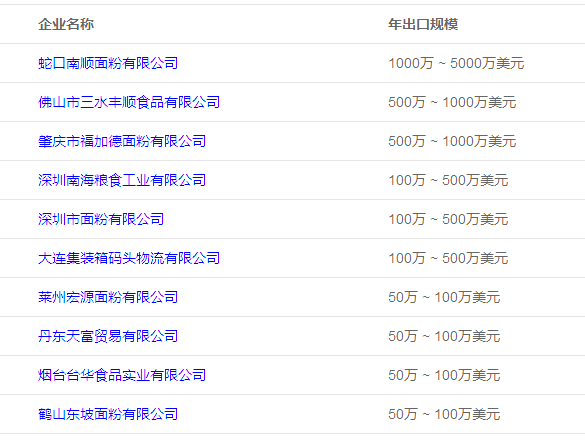 企业名称 年出口规模
蛇口南顺面粉有限公司 1000万 ~ 5000万美元
佛山市三水丰顺食品有限公司 500万 ~ 1000万美元
肇庆市福加德面粉有限公司 500万 ~ 1000万美元
深圳南海粮食工业有限公司 100万 ~ 500万美元
深圳市面粉有限公司 100万 ~ 500万美元
大连集装箱码头物流有限公司 100万 ~ 500万美元
莱州宏源面粉有限公司 50万 ~ 100万美元
丹东天富贸易有限公司 50万 ~ 100万美元
烟台台华食品实业有限公司 50万 ~ 100万美元
鹤山东坡面粉有限公司 50万 ~ 100万美元